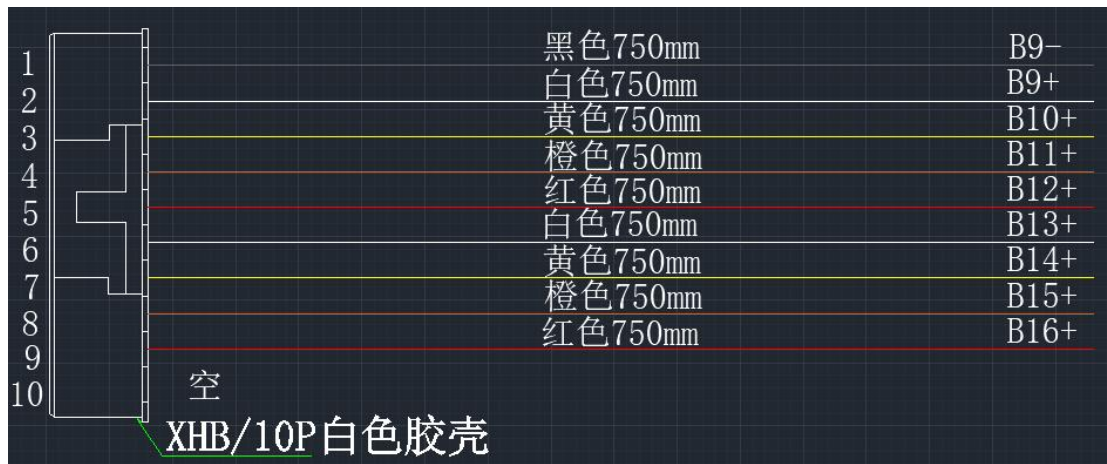 1 黑色750mm B9-
2 白色750mm B9+
3 黄色750mm B10+
4 橙色750mm B11+
5 红色750mm B12+
6 白色750mm B13+
7 黄色750mm B14+
8 橙色750mm B15+
9 红色750mm B16+
10 空
XHB/10P白色胶壳